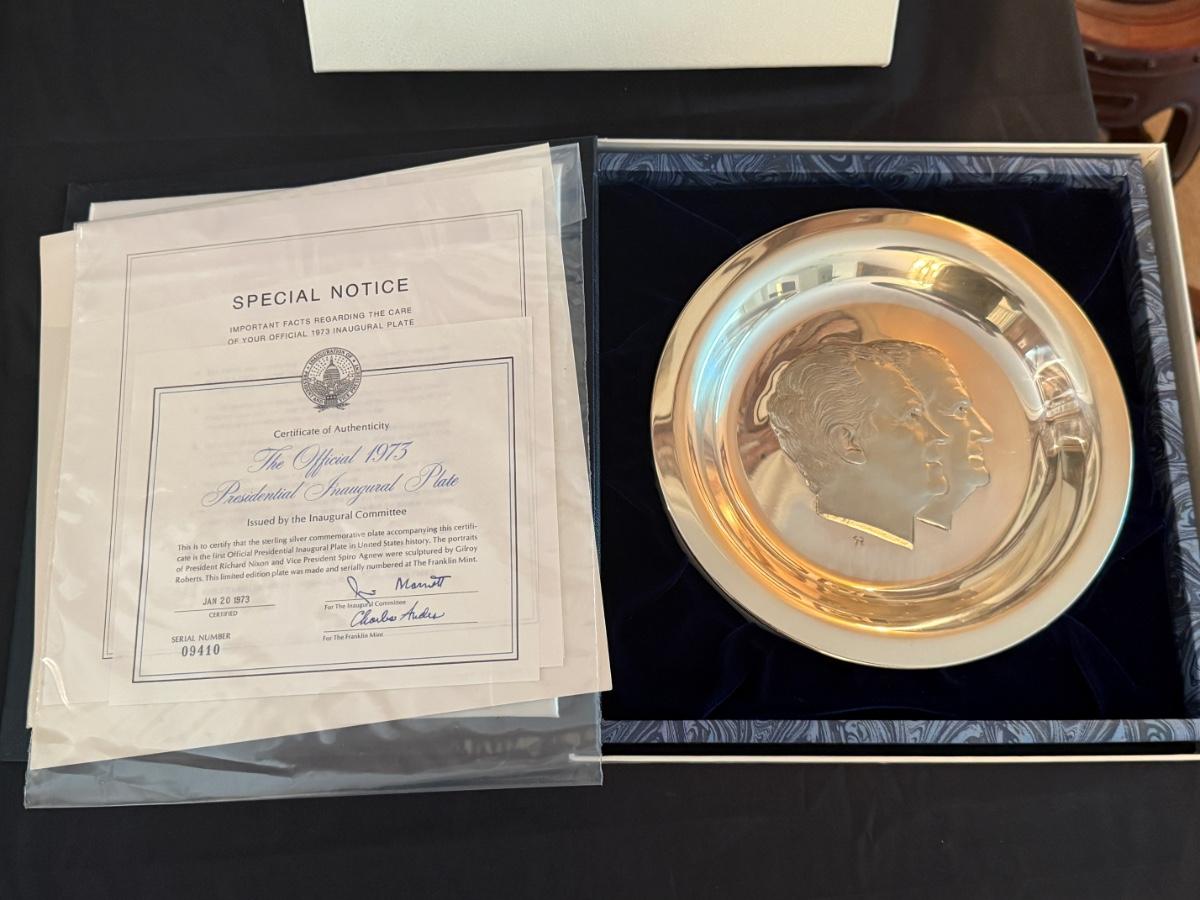 SPECIAL NOTICE
IMPORTANT FACTS REGARDING THE CARE
OF YOUR OFFICIAL 1973 INAUGURAL PLATE
Certificate of Authenticity
The Official 1973
Presidential Inaugural Plate
Issued by the Inaugural Committee
This is to certify that the sterling silver commemorative plate accompanying this certifi-
cate is the first Official Presidential Inaugural Plate in United States history. The portraits
of President Richard Nixon and Vice President Spiro Agnew were sculptured by Gilroy
Roberts. This limited edition plate was made and serially numbered at The Franklin Mint.
JAN 20 1973
CERTIFIED
Marriott
For The Inaugural Committee
Charles Andes
For The Franklin Mint
SERIAL NUMBER
09410